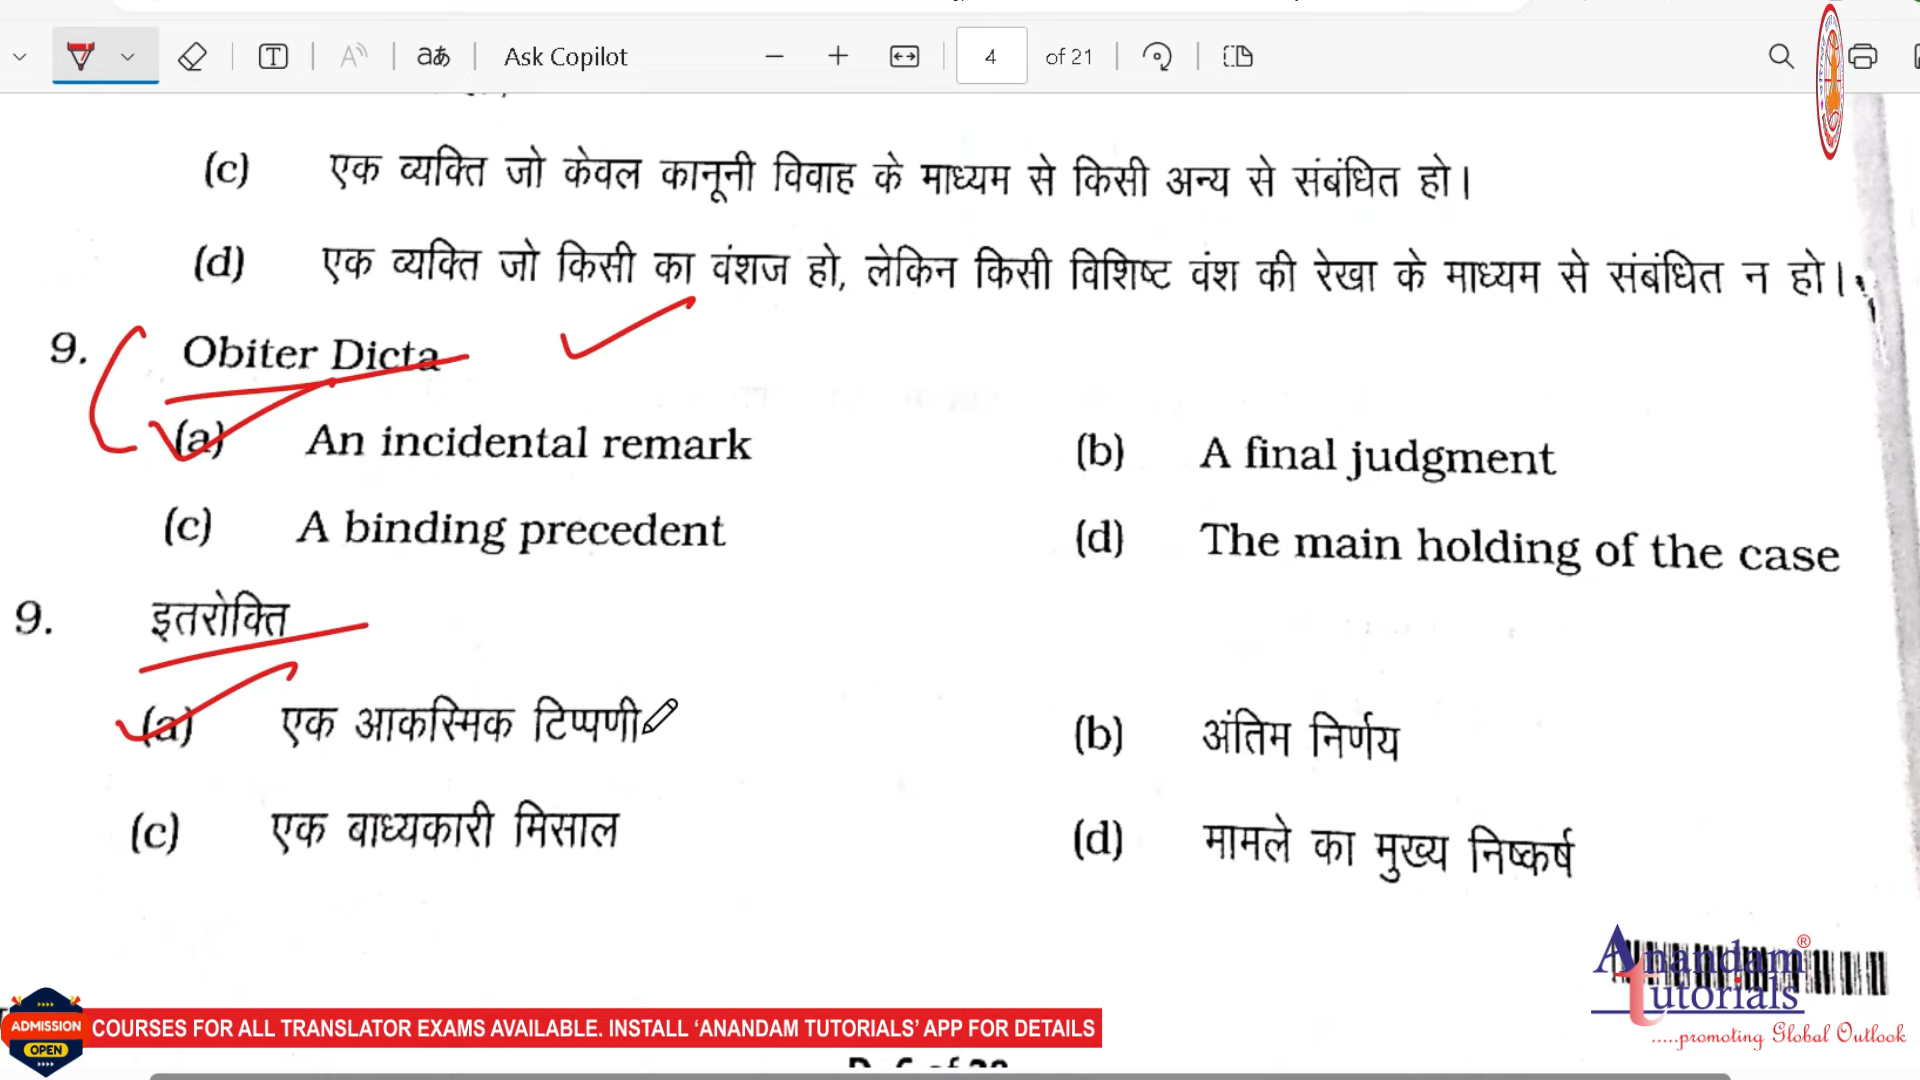 Ask Copilot
4 of 21
(c) एक व्यक्ति जो केवल कानूनी विवाह के माध्यम से किसी अन्य से संबंधित हो।
(d) एक व्यक्ति जो किसी का वंशज हो, लेकिन किसी विशिष्ट वंश की रेखा के माध्यम से संबंधित न हो।
9. Obiter Dicta
(a) An incidental remark (b) A final judgment
(c) A binding precedent (d) The main holding of the case
9. इतरोक्ति
(a) एक आकस्मिक टिप्पणी (b) अंतिम निर्णय
(c) एक बाध्यकारी मिसाल (d) मामले का मुख्य निष्कर्ष
Anandam ®
Tutorials
.....promoting Global Outlook
ADMISSION
OPEN
COURSES FOR ALL TRANSLATOR EXAMS AVAILABLE. INSTALL ‘ANANDAM TUTORIALS’ APP FOR DETAILS